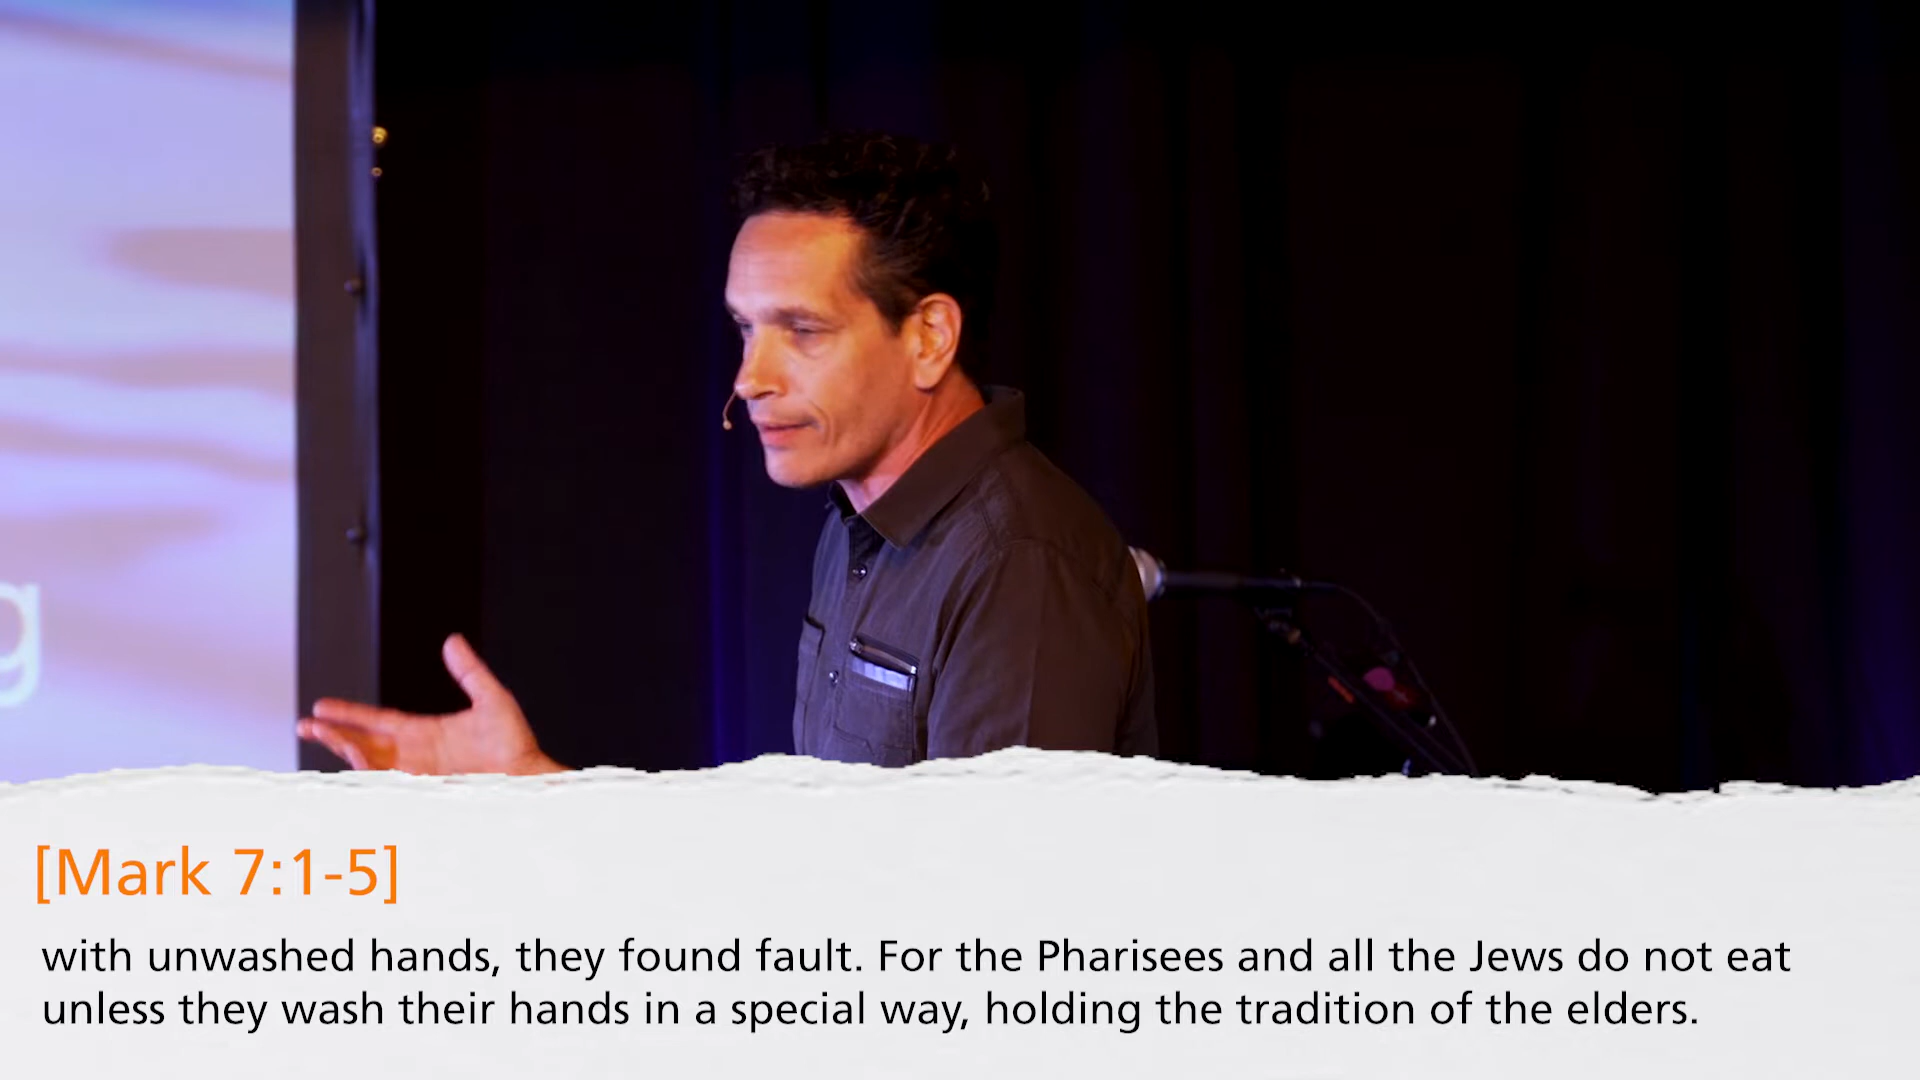 g
[Mark 7:1-5]
with unwashed hands, they found fault. For the Pharisees and all the Jews do not eat
unless they wash their hands in a special way, holding the tradition of the elders.